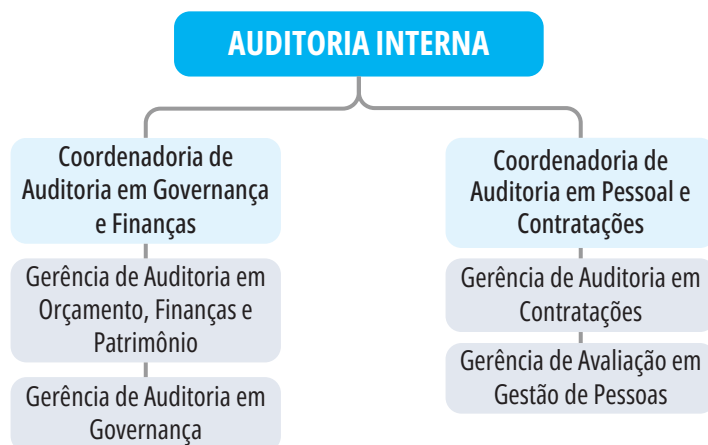 AUDITORIA INTERNA
Coordenadoria de
Auditoria em Governança
e Finanças
Gerência de Auditoria em
Orçamento, Finanças e
Patrimônio
Gerência de Auditoria em
Governança
Coordenadoria de
Auditoria em Pessoal e
Contratações
Gerência de Auditoria em
Contratações
Gerência de Avaliação em
Gestão de Pessoas